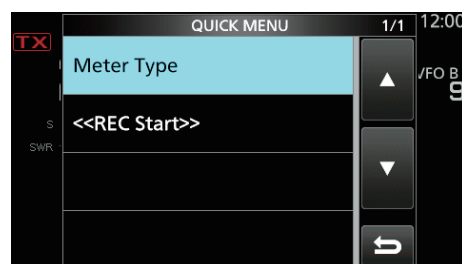 QUICK MENU 1/1 12:00
TX
Meter Type
VFO B
<<REC Start>>
S
SWR